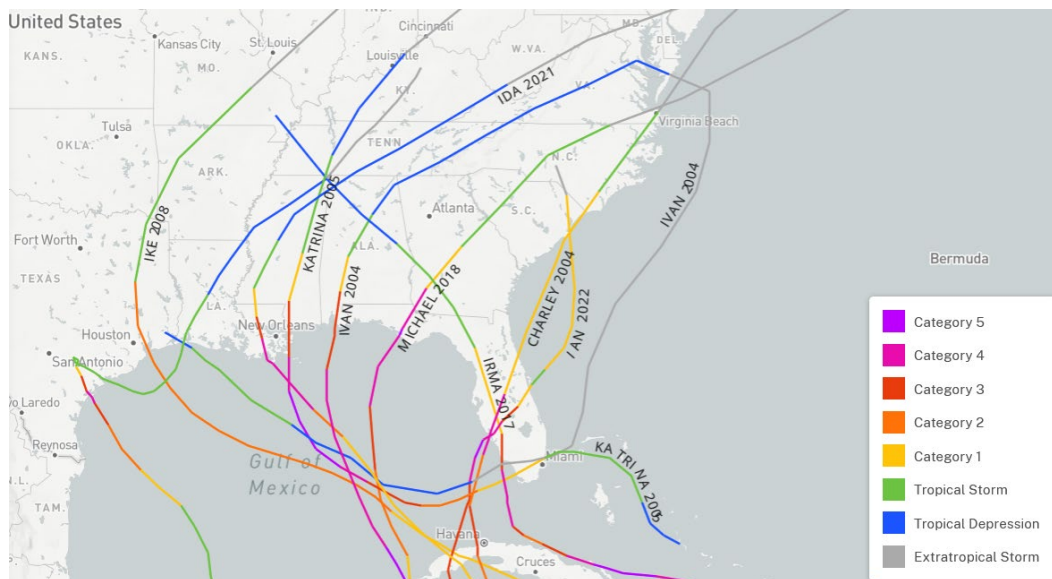 United States
IND.
MD.
KANS.
Kansas City
St. Louis
Cincinnati
W.VA.
DEL.
MO.
Louisville
KY.
IDA 2021
VA.
Tulsa
Virginia Beach
OKLA.
ARK.
TENN.
N.C.
IVAN 2004
KATRINA 2005
Atlanta
S.C.
IKE 2008
ALA.
Fort Worth
TEXAS
LA.
Bermuda
MICHAEL 2018
CHARLEY 2004
IAN 2022
IVAN 2004
New Orleans
Houston
San Antonio
IRMA 2017
vo Laredo
Reynosa
Gulf of
Mexico
Miami
KATRINA 2005
N.L.
TAM.
Havana
Cruces
Category 5
Category 4
Category 3
Category 2
Category 1
Tropical Storm
Tropical Depression
Extratropical Storm